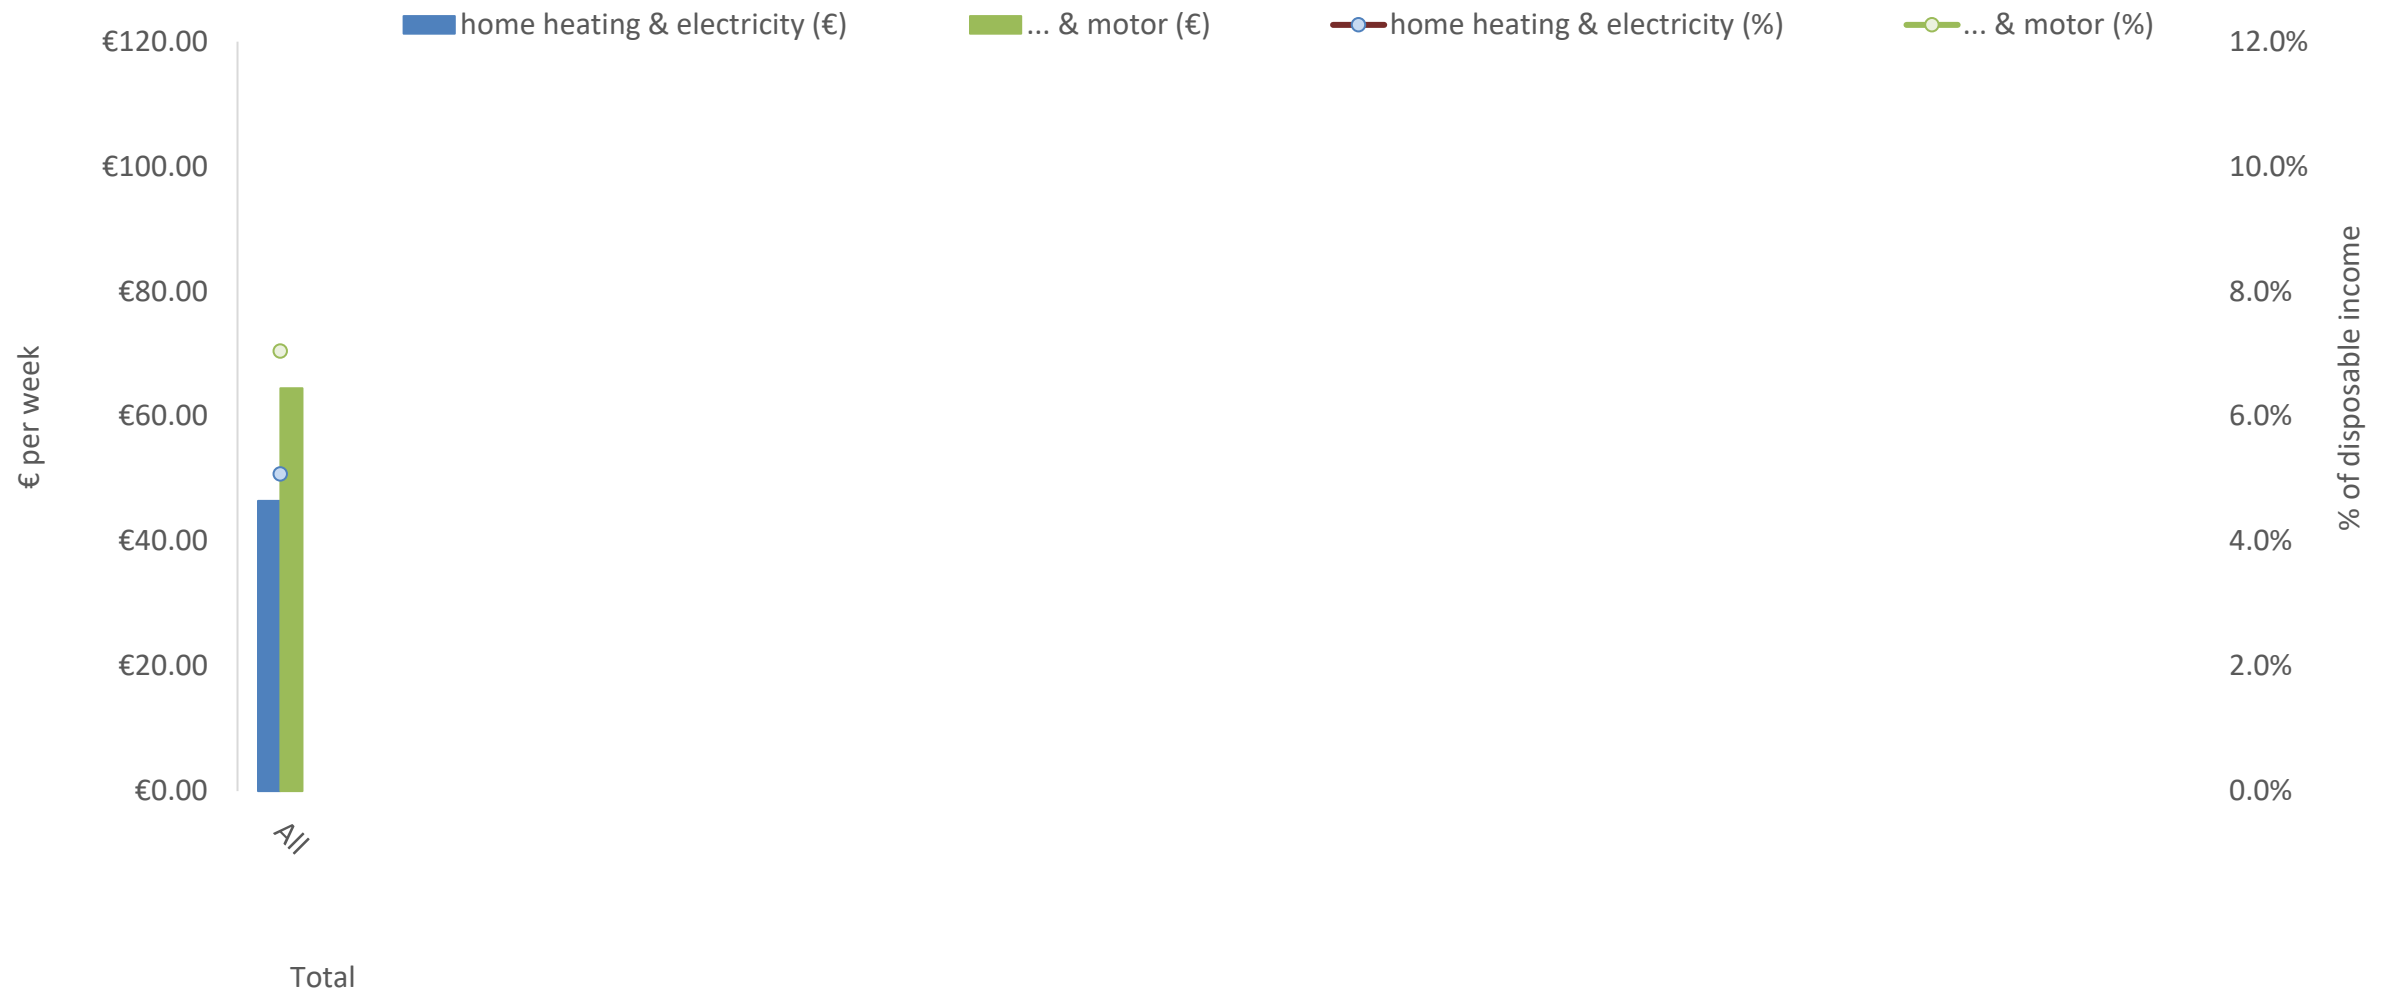 home heating & electricity (€) ... & motor (€) home heating & electricity (%) ... & motor (%)
€120.00
€100.00
€80.00
€60.00
€40.00
€20.00
€0.00
€ per week
12.0%
10.0%
8.0%
6.0%
4.0%
2.0%
0.0%
% of disposable income
All
Total